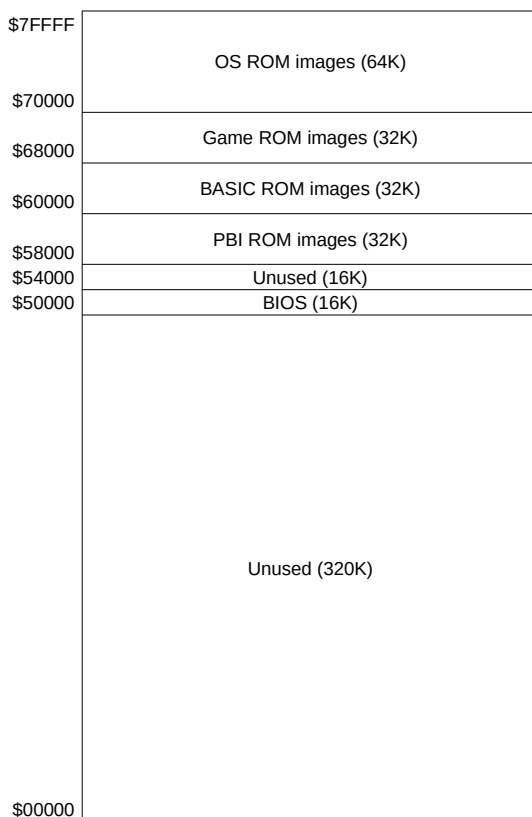 $7FFFF
OS ROM images (64K)
$70000
Game ROM images (32K)
$68000
BASIC ROM images (32K)
$60000
PBI ROM images (32K)
$58000
Unused (16K)
$54000
BIOS (16K)
$50000
Unused (320K)
$00000